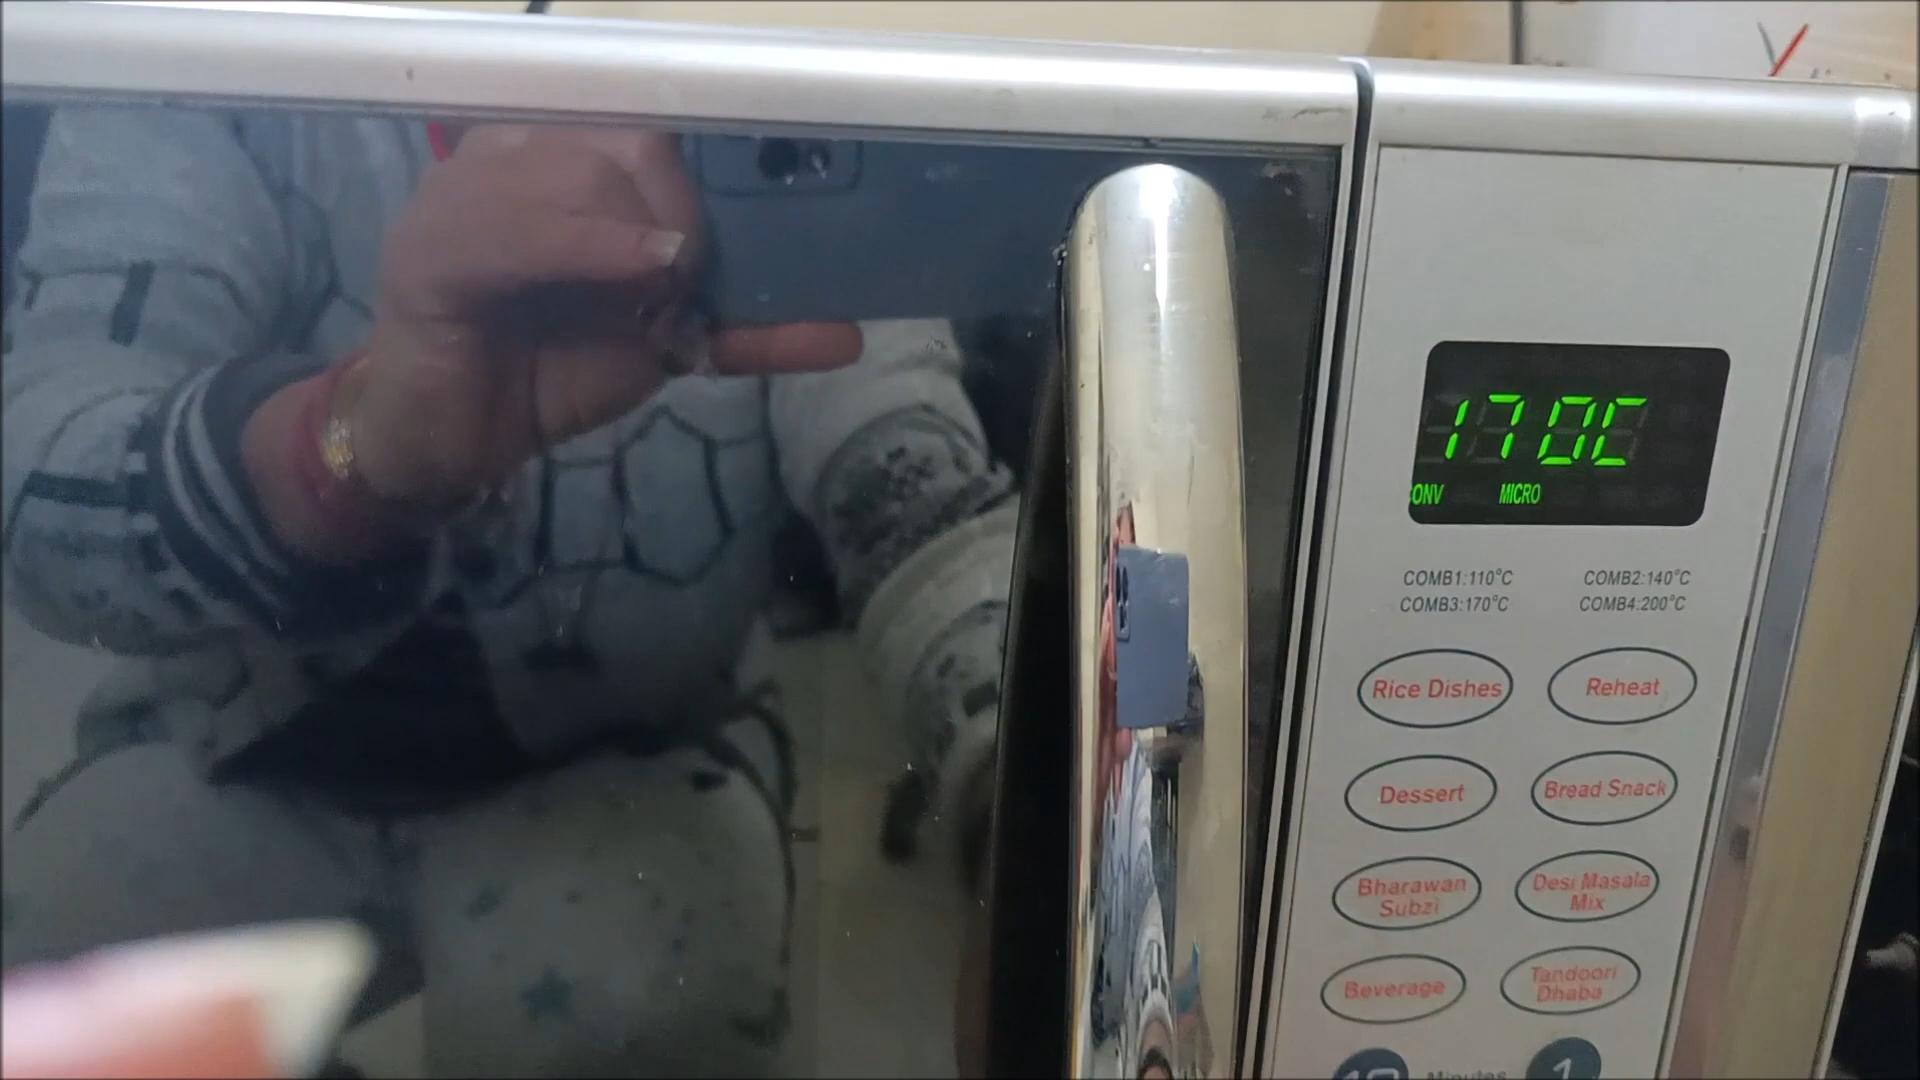 170C
CONV MICRO
COMB1:110°C COMB2:140°C
COMB3:170°C COMB4:200°C
Rice Dishes Reheat
Dessert Bread Snack
Bharawan Subzi Desi Masala Mix
Beverage Tandoori Dhaba
10 Minutes 1